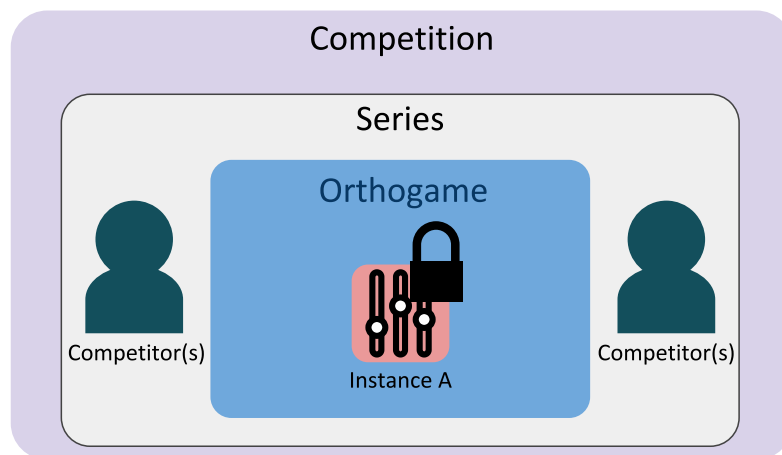 Competition
Series
Orthogame
Competitor(s)
Instance A
Competitor(s)